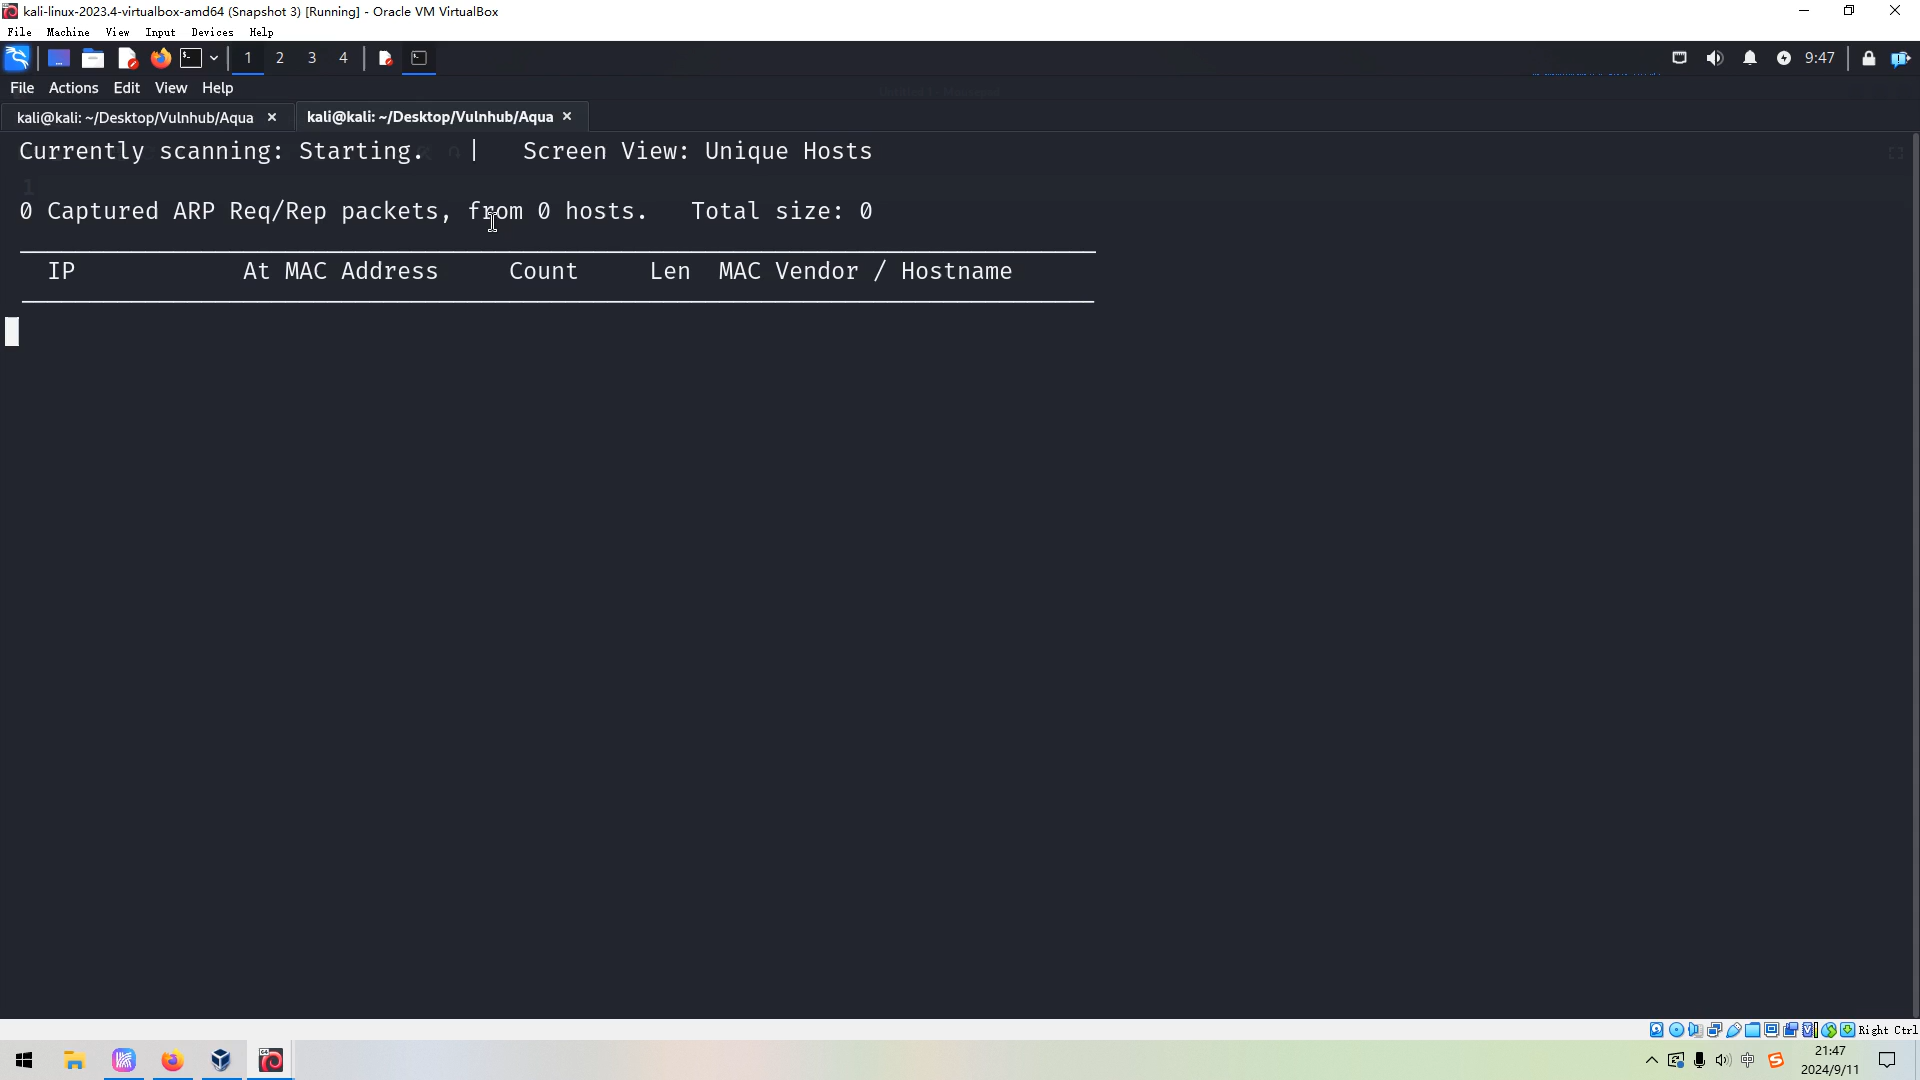 kali-linux-2023.4-virtualbox-amd64 (Snapshot 3) [Running] - Oracle VM VirtualBox
File Machine View Input Devices Help
1 2 3 4 9:47
File Actions Edit View Help
kali@kali: ~/Desktop/Vulnhub/Aqua × kali@kali: ~/Desktop/Vulnhub/Aqua ×
Currently scanning: Starting. | Screen View: Unique Hosts
1
0 Captured ARP Req/Rep packets, from 0 hosts. Total size: 0
IP At MAC Address Count Len MAC Vendor / Hostname
Right Ctrl
中 21:47
2024/9/11